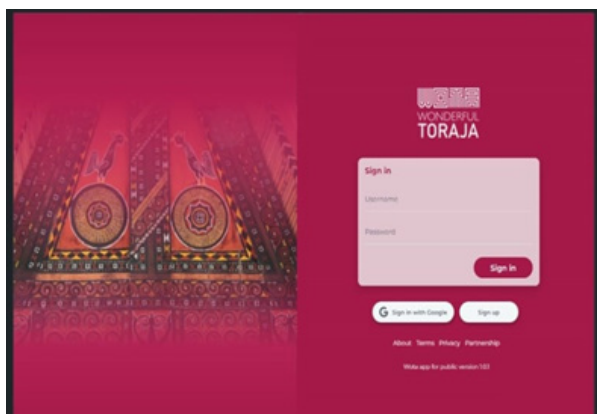 WONDERFUL
TORAJA
Sign in
Username
Password
Sign in
Sign in with Google
Sign up
About Terms Privacy Partnership
Wota app for public version 1.0.1